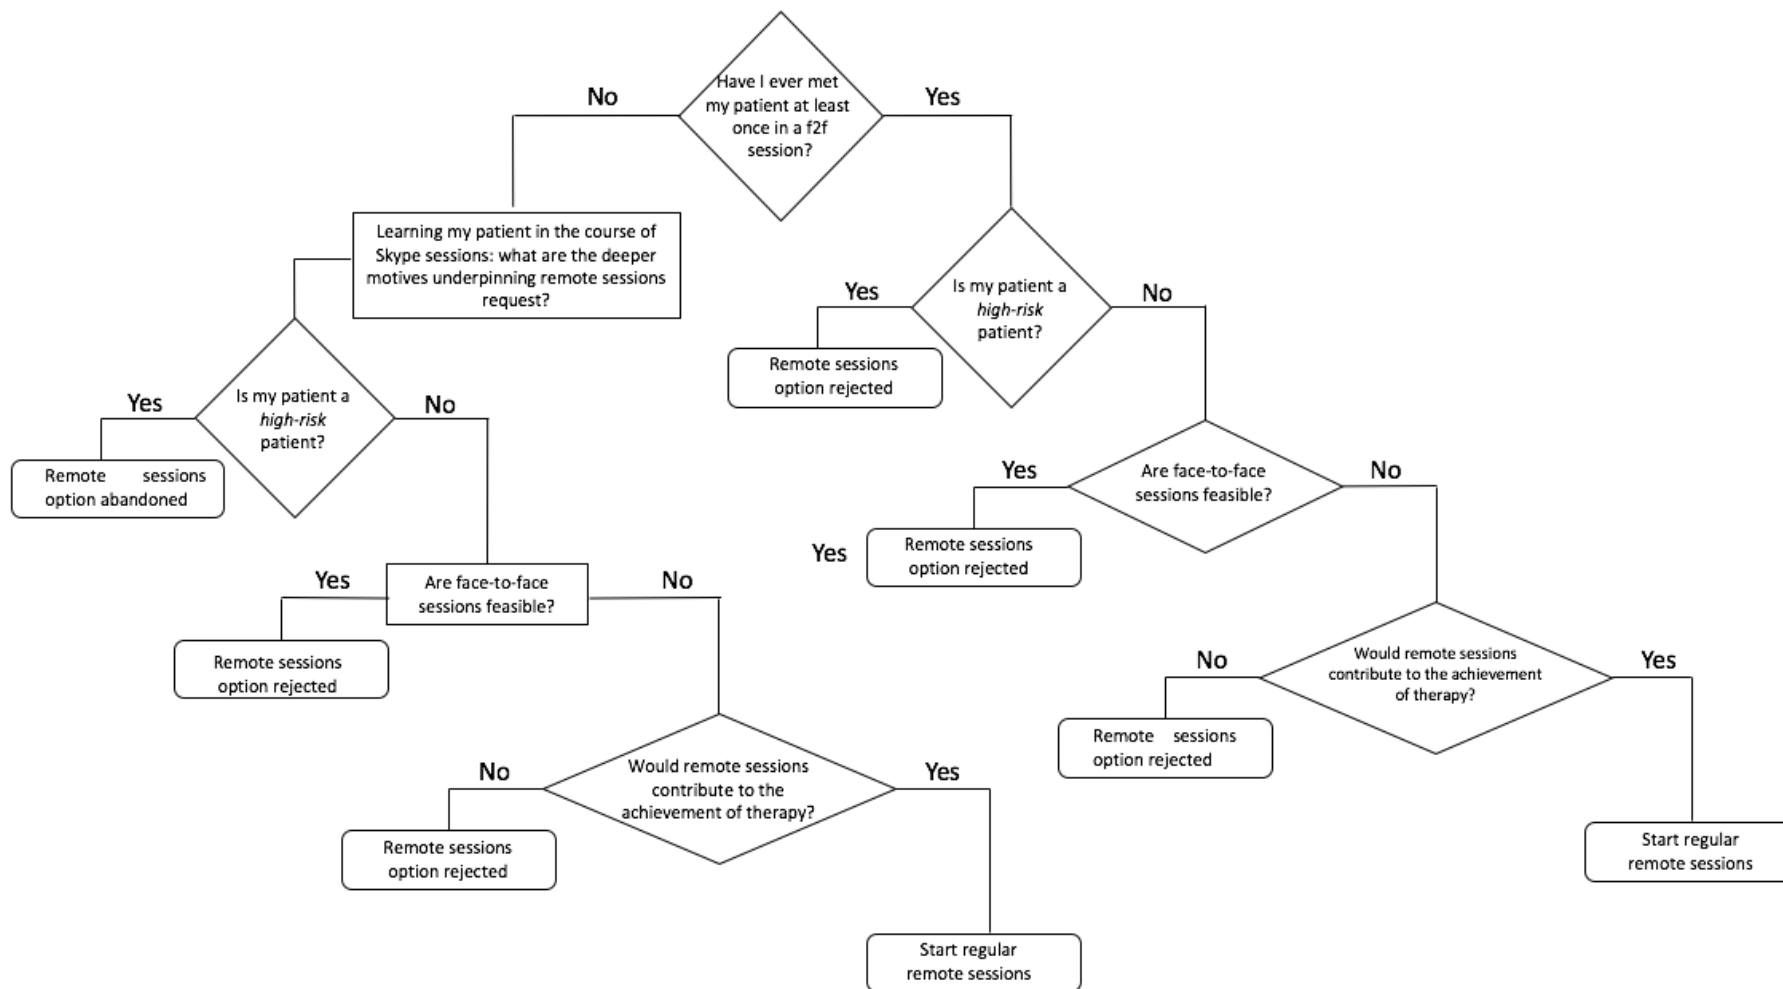 Have I ever met
my patient at least
once in a f2f
session?
No
Yes
Learning my patient in the course of
Skype sessions: what are the deeper
motives underpinning remote sessions
request?
Is my patient a
high-risk
patient?
Yes
No
Remote sessions
option rejected
Is my patient a
high-risk
patient?
Yes
No
Remote sessions
option abandoned
Are face-to-face
sessions feasible?
Yes
No
Remote sessions
option rejected
Yes
Are face-to-face
sessions feasible?
Yes
No
Remote sessions
option rejected
Would remote sessions
contribute to the achievement
of therapy?
No
Yes
Remote sessions
option rejected
Start regular
remote sessions
Would remote sessions
contribute to the
achievement of therapy?
No
Yes
Remote sessions
option rejected
Start regular
remote sessions